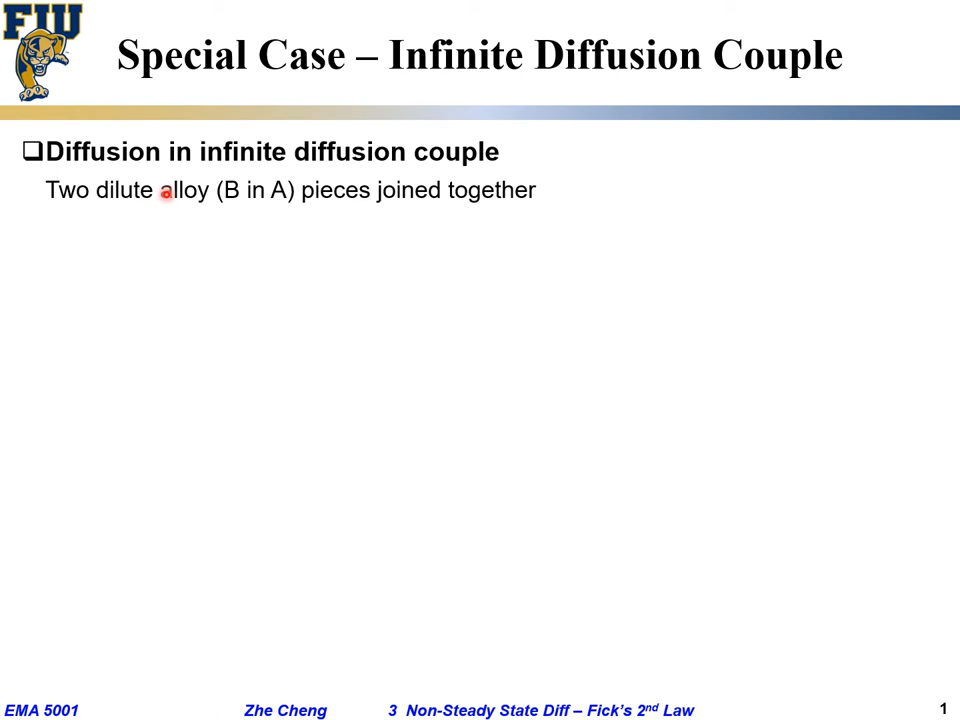 FIU
Special Case – Infinite Diffusion Couple
❑Diffusion in infinite diffusion couple
Two dilute alloy (B in A) pieces joined together
EMA 5001 Zhe Cheng 3 Non-Steady State Diff – Fick's 2nd Law 1